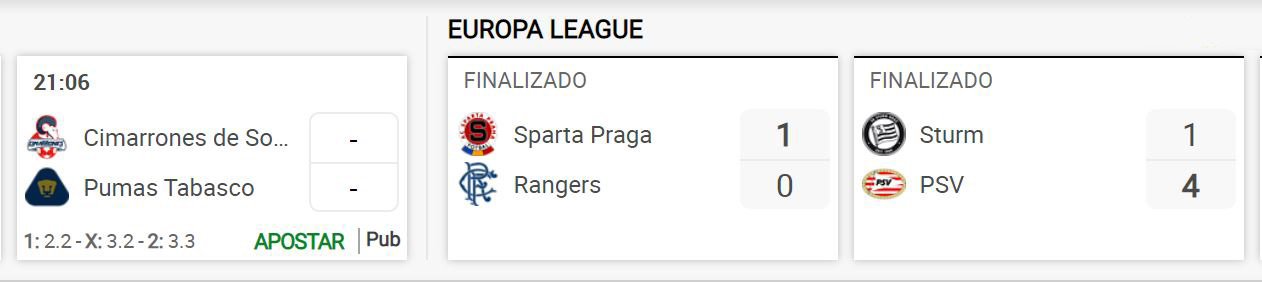 21:06
Cimarrones de So... -
Pumas Tabasco -
1: 2.2 - X: 3.2 - 2: 3.3 APOSTAR | Pub
EUROPA LEAGUE
FINALIZADO
Sparta Praga 1
Rangers 0
FINALIZADO
Sturm 1
PSV 4